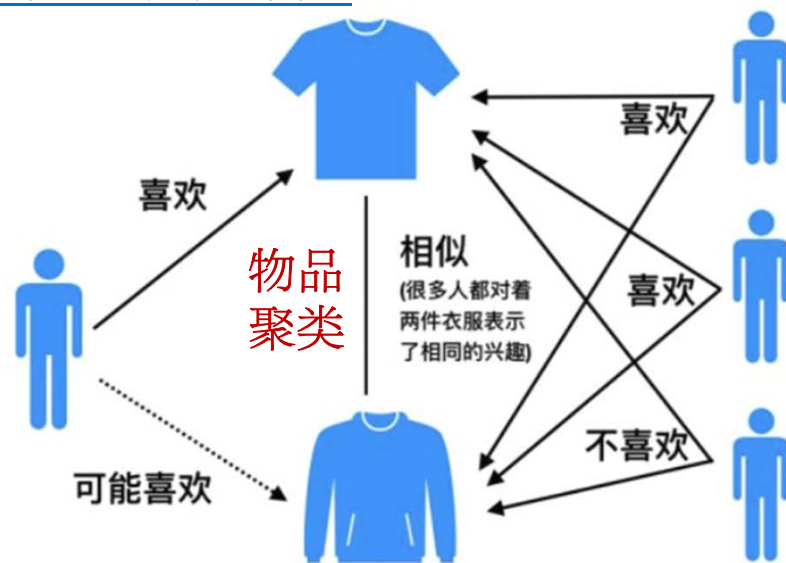 喜欢
喜欢
物品
聚类
相似
(很多人都对着
两件衣服表示
了相同的兴趣)
喜欢
不喜欢
可能喜欢